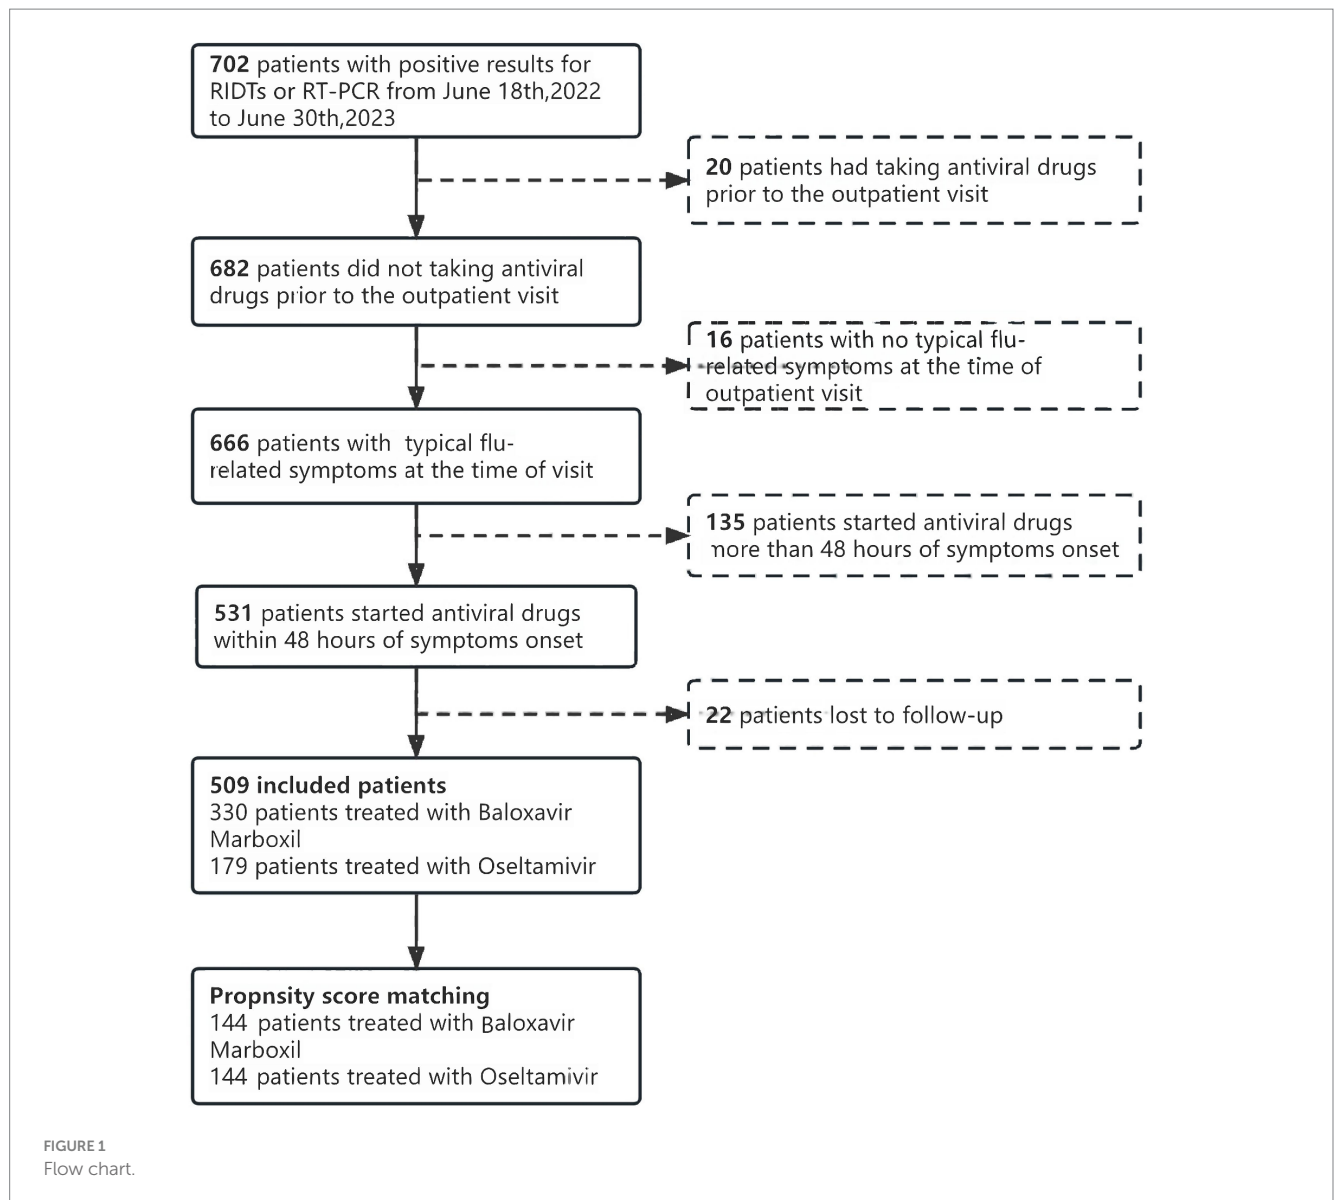 702 patients with positive results for
RIDTs or RT-PCR from June 18th,2022
to June 30th,2023
20 patients had taking antiviral drugs
prior to the outpatient visit
682 patients did not taking antiviral
drugs prior to the outpatient visit
16 patients with no typical flu-
related symptoms at the time of
outpatient visit
666 patients with typical flu-
related symptoms at the time of visit
135 patients started antiviral drugs
more than 48 hours of symptoms onset
531 patients started antiviral drugs
within 48 hours of symptoms onset
22 patients lost to follow-up
509 included patients
330 patients treated with Baloxavir
Marboxil
179 patients treated with Oseltamivir
Propnsity score matching
144 patients treated with Baloxavir
Marboxil
144 patients treated with Oseltamivir
FIGURE 1
Flow chart.